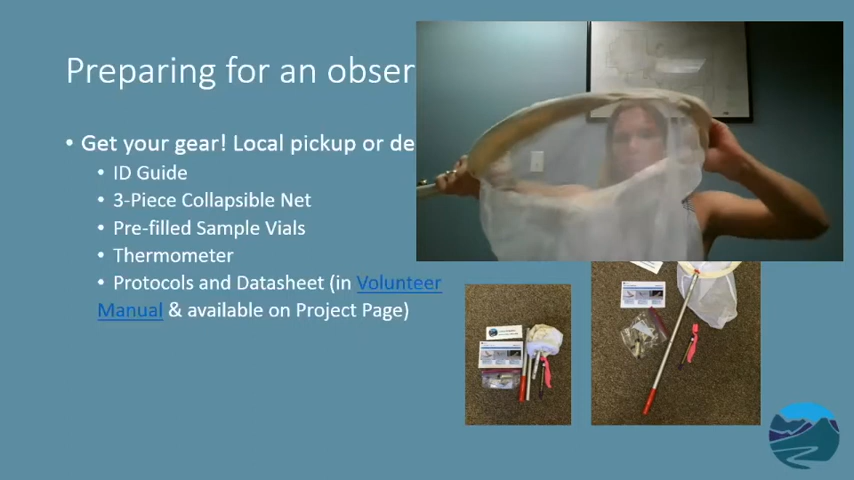 Preparing for an obser
• Get your gear! Local pickup or de
• ID Guide
• 3-Piece Collapsible Net
• Pre-filled Sample Vials
• Thermometer
• Protocols and Datasheet (in Volunteer
Manual & available on Project Page)